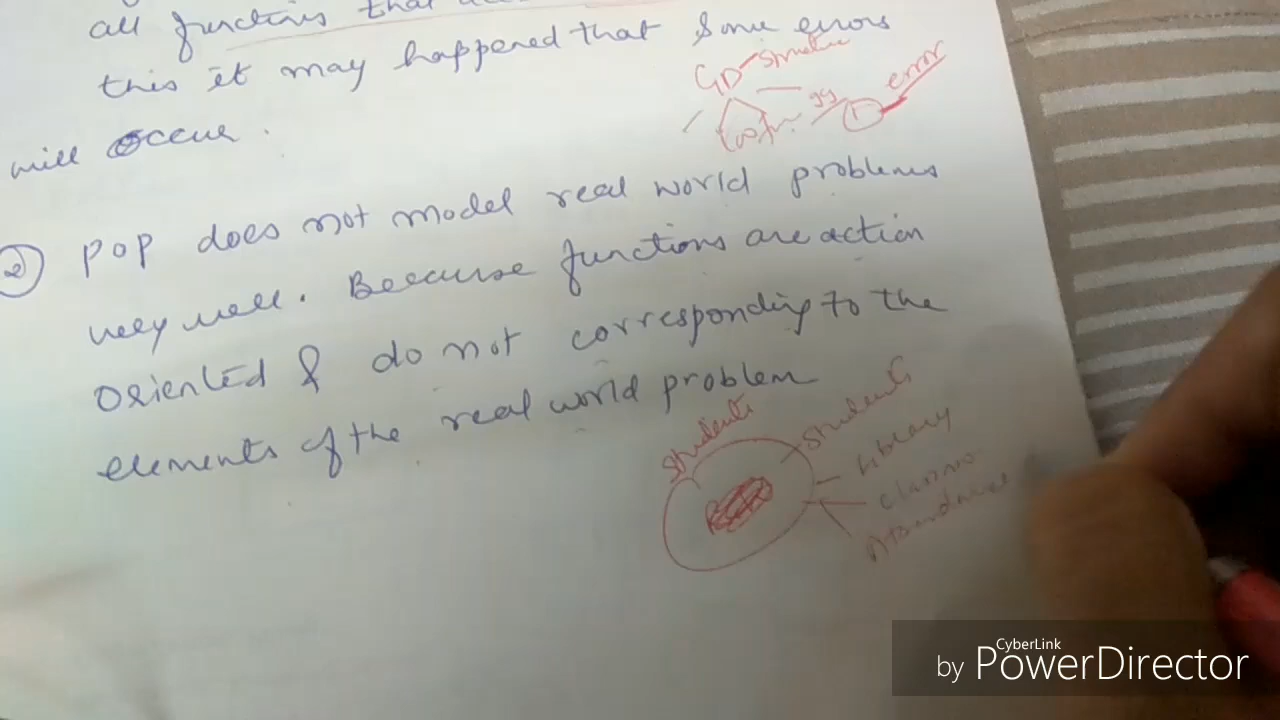 all functions that
this it may happened that some errors
will occur.
GD - structure
error
② POP does not model real world problems
very well. Because functions are action
oriented & do not corresponding to the
elements of the real world problem
students
students
library
by CyberLink PowerDirector